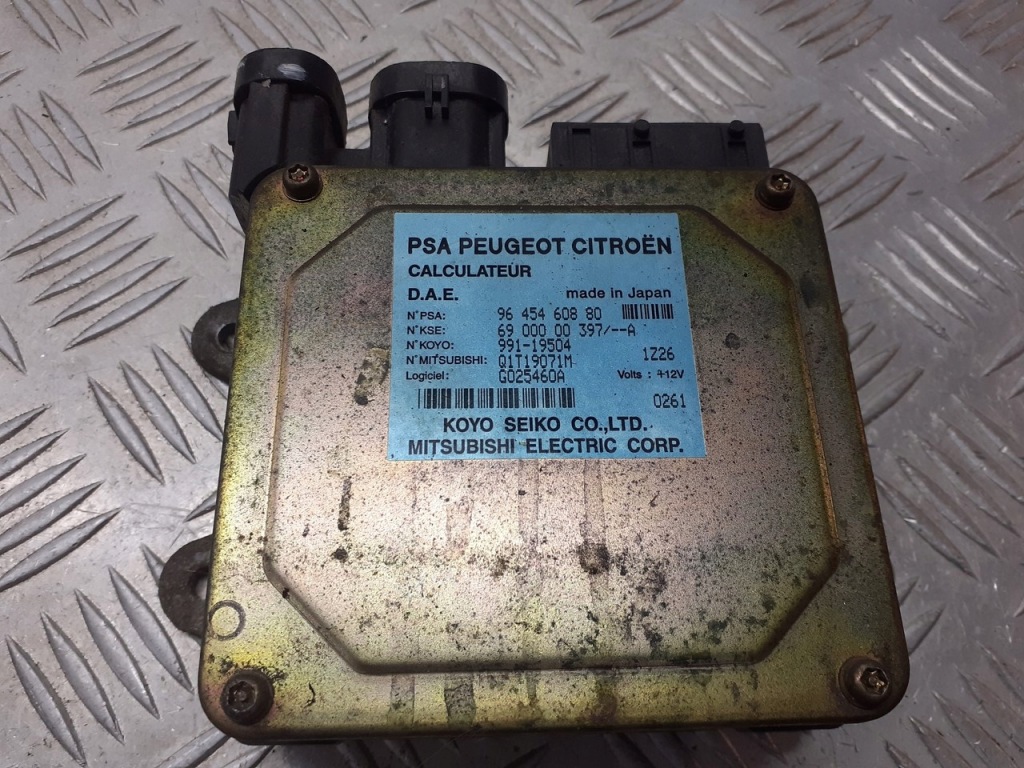 PSA PEUGEOT CITROËN
CALCULATEUR
D.A.E. made in Japan
N°PSA: 96 454 608 80
N°KSE: 69 000 00 397/--A
N°KOYO: 991-19504
N°MITSUBISHI: Q1T19071M 1Z26
Logiciel: G025460A Volts : +12V
0261
KOYO SEIKO CO.,LTD.
MITSUBISHI ELECTRIC CORP.